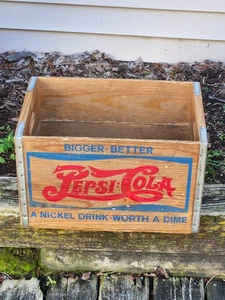 BIGGER-BETTER
PEPSI:COLA
A NICKEL DRINK-WORTH A DIME